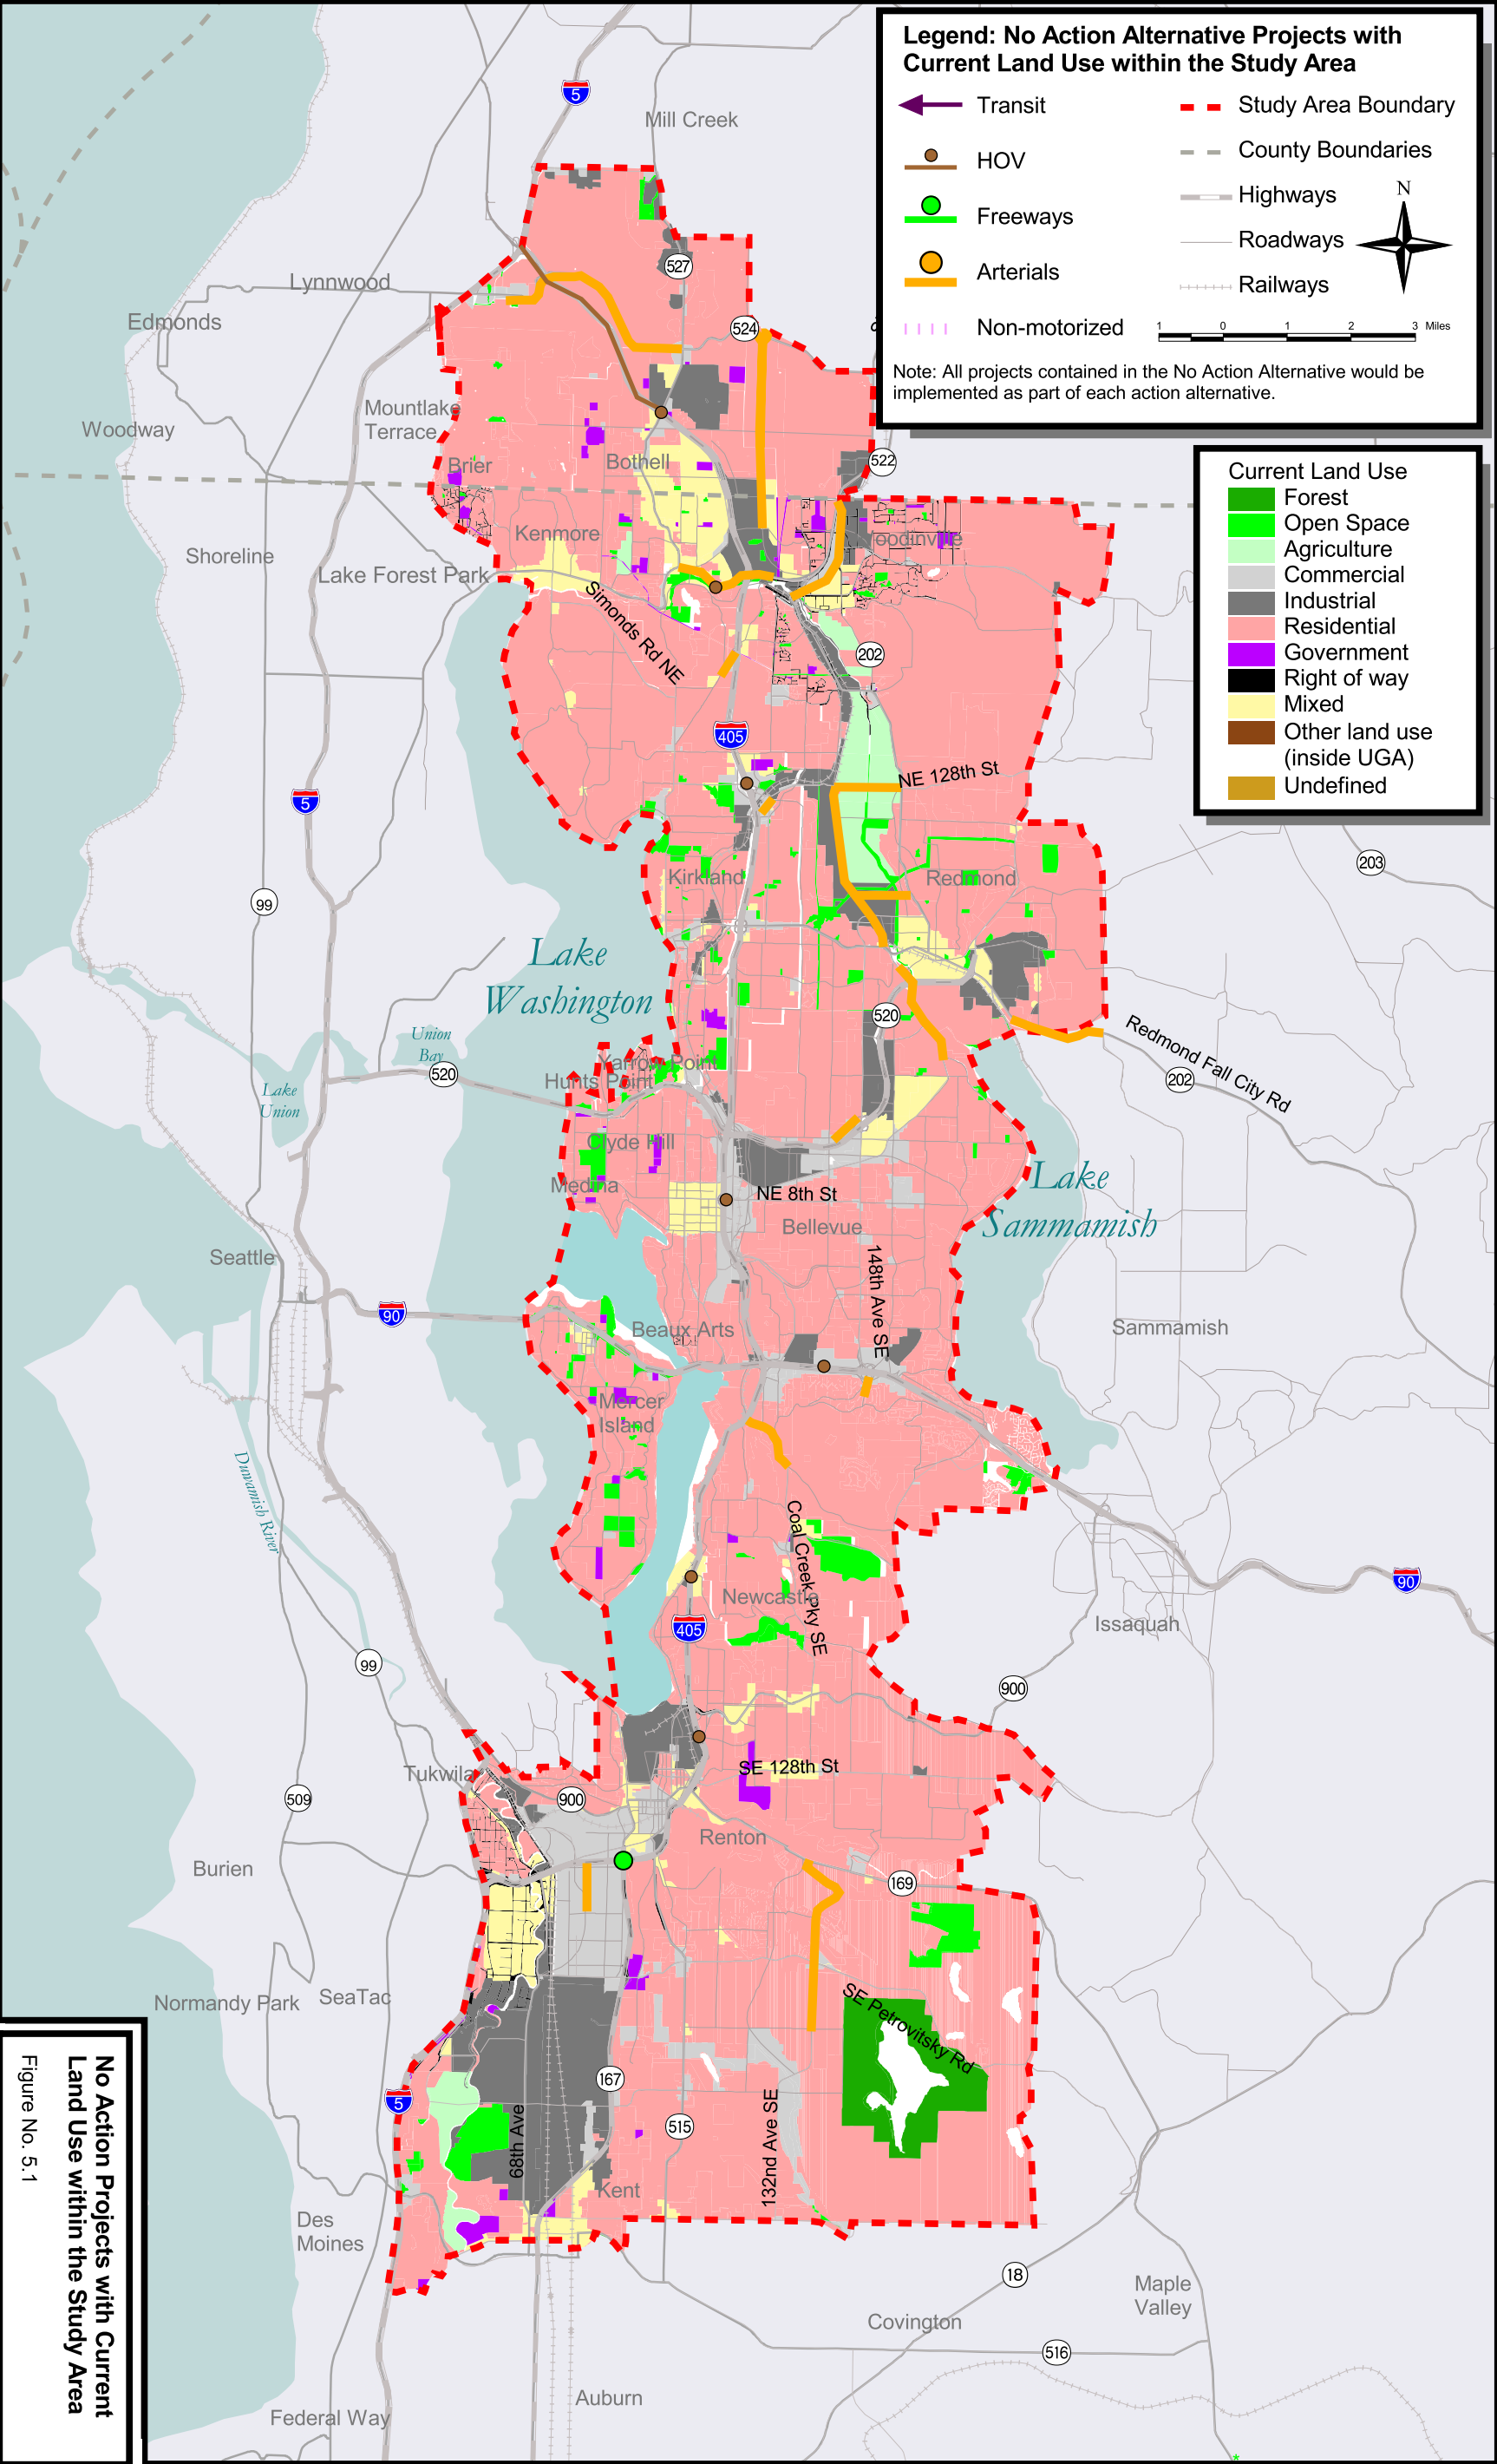 Legend: No Action Alternative Projects with
Current Land Use within the Study Area
Transit
HOV
Freeways
Arterials
Non-motorized
Study Area Boundary
County Boundaries
Highways
Roadways
Railways
N
1 0 1 2 3 Miles
Note: All projects contained in the No Action Alternative would be
implemented as part of each action alternative.
Current Land Use
Forest
Open Space
Agriculture
Commercial
Industrial
Residential
Government
Right of way
Mixed
Other land use
(inside UGA)
Undefined
5
Mill Creek
527
Lynnwood
Edmonds
524
Mountlake
Terrace
Woodway
Brier
Bothell
522
Kenmore
Woodinville
Shoreline
Lake Forest Park
Simonds Rd NE
202
405
NE 128th St
5
203
Kirkland
Redmond
99
Lake
Washington
520
Union
Bay
520
Redmond Fall City Rd
202
Lake
Union
Yarrow Point
Hunts Point
Clyde Hill
Medina
NE 8th St
Lake
Sammamish
Bellevue
148th Ave SE
Seattle
90
Beaux Arts
Sammamish
Mercer
Island
Duwamish River
Coal Creek Pky SE
Newcastle
90
405
Issaquah
99
900
SE 128th St
Tukwila
900
509
Renton
Burien
169
Normandy Park
SeaTac
SE Petrovitsky Rd
167
5
515
68th Ave
132nd Ave SE
Kent
Des
Moines
18
Maple
Valley
Covington
516
Auburn
Federal Way
No Action Projects with Current
Land Use within the Study Area
Figure No. 5.1